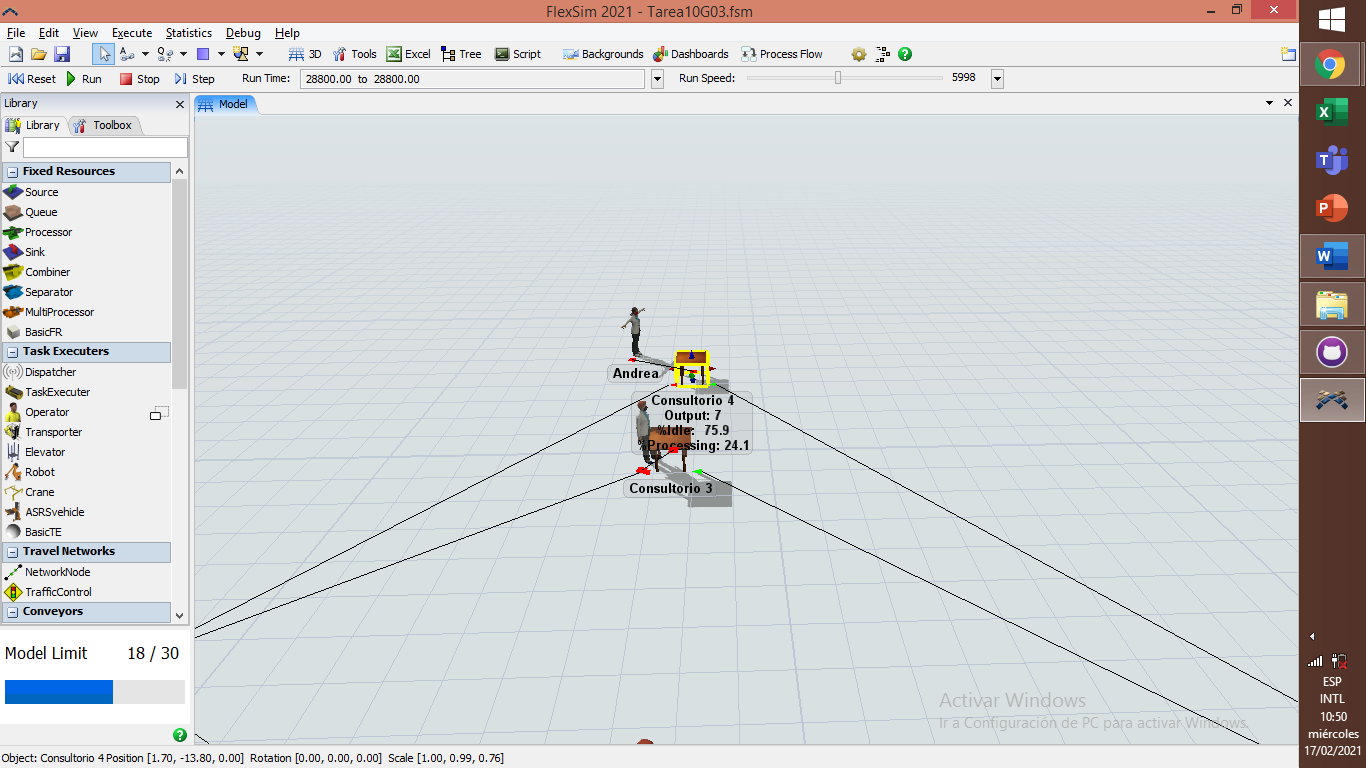 FlexSim 2021 - Tarea10G03.fsm
File Edit View Execute Statistics Debug Help
3D Tools Excel Tree Script Backgrounds Dashboards Process Flow
Reset Run Stop Step Run Time: 28800.00 to 28800.00 Run Speed: 5998
Library
Model
Library Toolbox
Fixed Resources
Source
Queue
Processor
Sink
Combiner
Separator
MultiProcessor
BasicFR
Task Executers
Dispatcher
TaskExecuter
Operator
Transporter
Elevator
Robot
Crane
ASRSvehicle
BasicTE
Travel Networks
NetworkNode
TrafficControl
Conveyors
Model Limit 18 / 30
Andrea
Consultorio 4
Output: 7
%Idle: 75.9
%Processing: 24.1
Consultorio 3
Activar Windows
Ir a Configuración de PC para activar Windows.
Object: Consultorio 4 Position [1.70, -13.80, 0.00] Rotation [0.00, 0.00, 0.00] Scale [1.00, 0.99, 0.76]
ESP
INTL
10:50
miércoles
17/02/2021